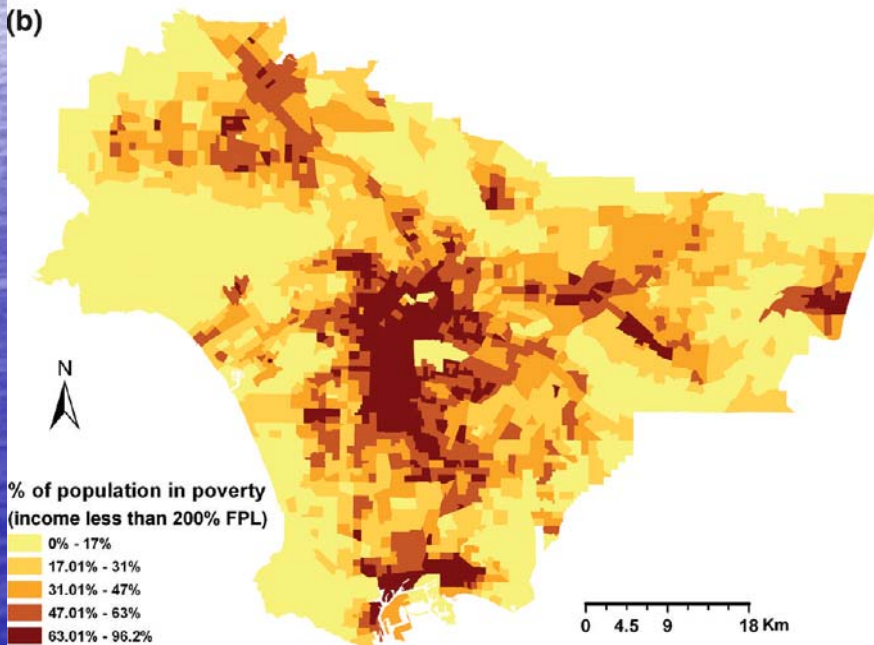 (b)
N
% of population in poverty
(income less than 200% FPL)
0% - 17%
17.01% - 31%
31.01% - 47%
47.01% - 63%
63.01% - 96.2%
0 4.5 9 18 Km